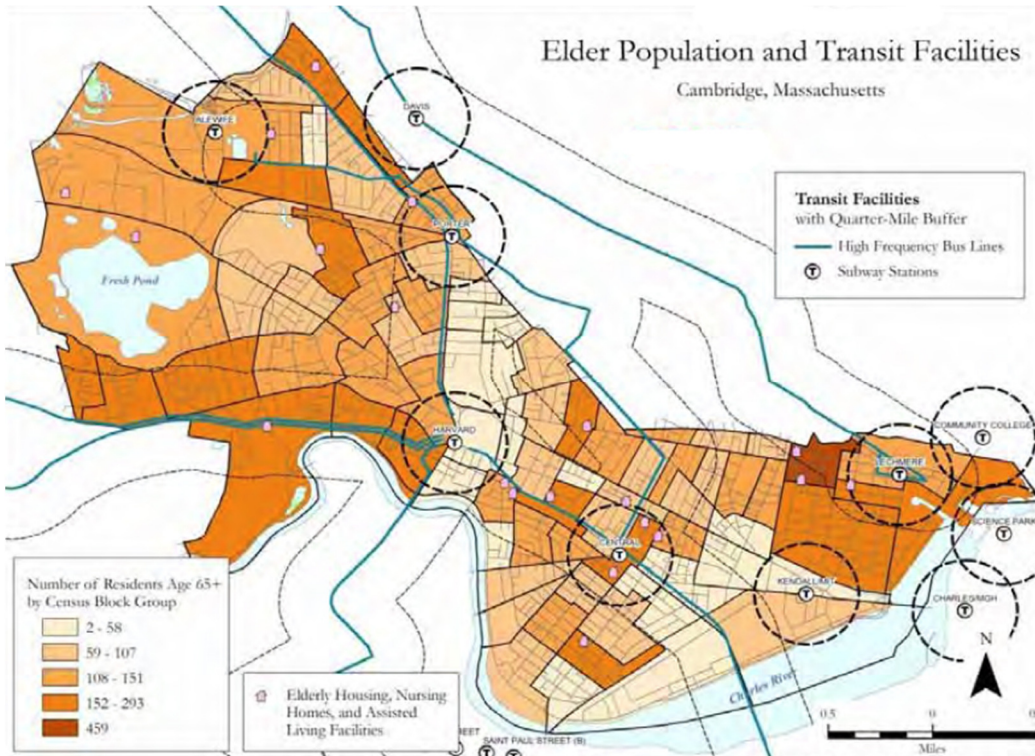 Elder Population and Transit Facilities
Cambridge, Massachusetts
DAVIS
ALEWIFE
Transit Facilities
with Quarter-Mile Buffer
High Frequency Bus Lines
T Subway Stations
PORTER
Fresh Pond
HARVARD
COMMUNITY COLLEGE
LECHMERE
SCIENCE PARK
CENTRAL
KENDALL/MIT
CHARLES/MGH
Number of Residents Age 65+
by Census Block Group
2 - 58
59 - 107
108 - 151
152 - 293
459
Elderly Housing, Nursing
Homes, and Assisted
Living Facilities
Charles River
N
0.5 0
Miles
SAINT PAUL STREET (B)